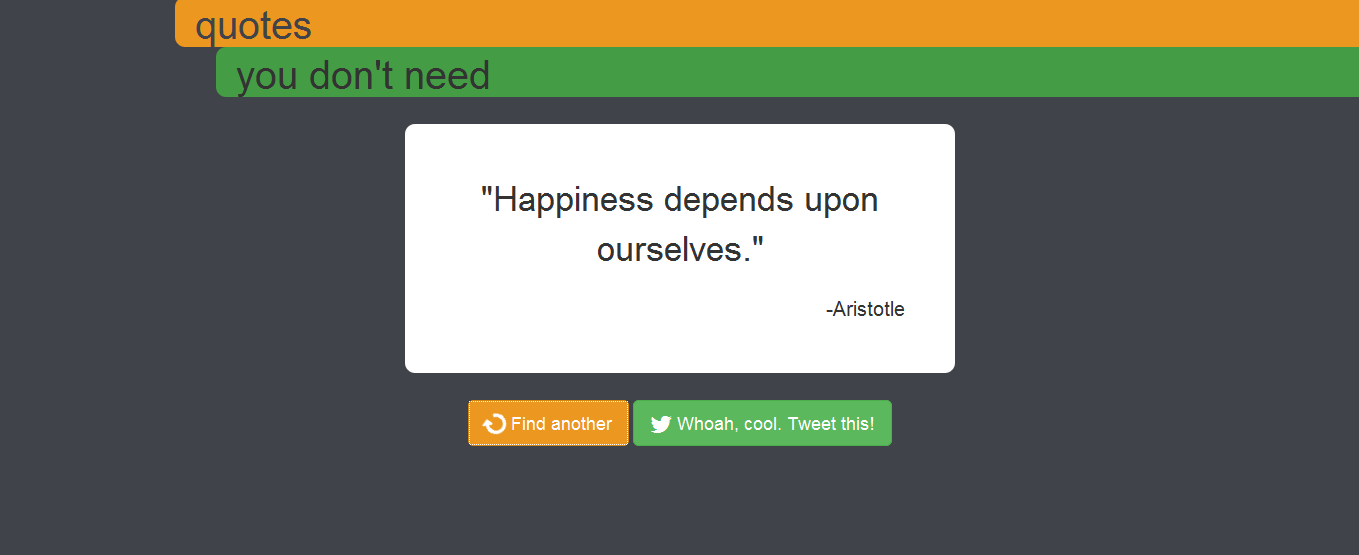 quotes
you don't need
"Happiness depends upon
ourselves."
-Aristotle
Find another
Whoah, cool. Tweet this!